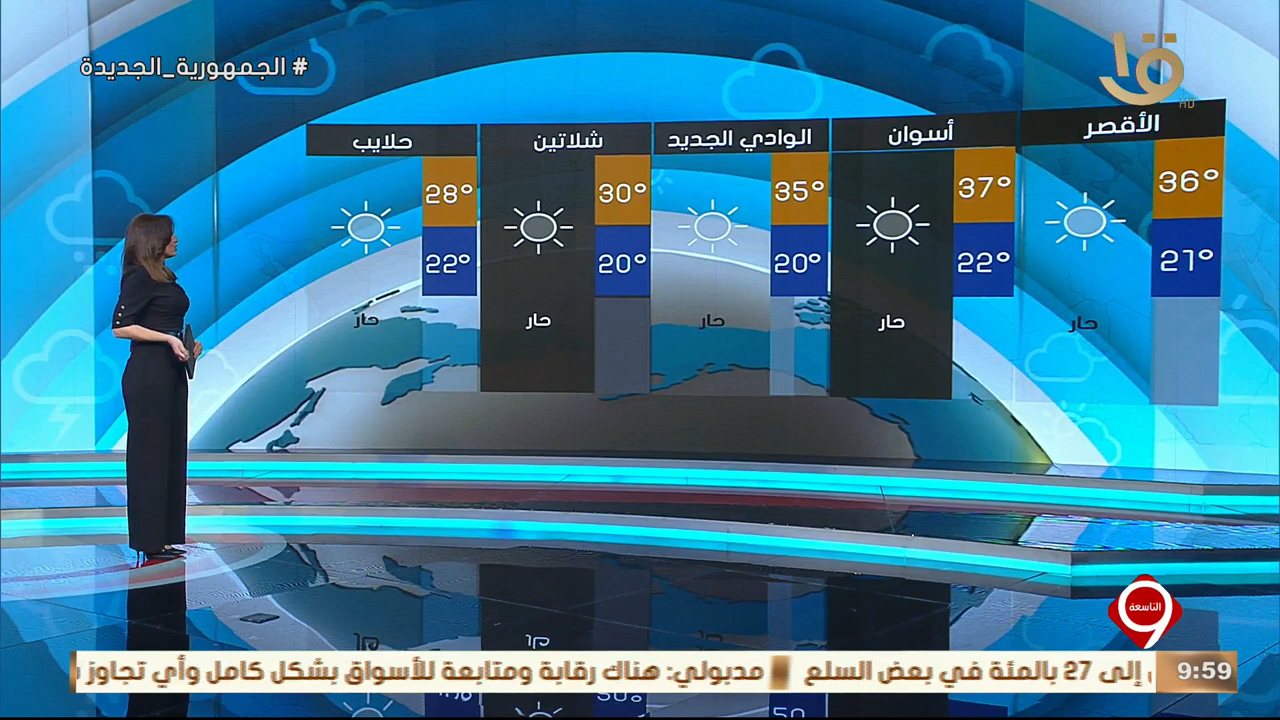 # الجمهورية_الجديدة
HD
الأقصر
36°
21°
حار
أسوان
37°
22°
حار
الوادي الجديد
35°
20°
حار
شلاتين
30°
20°
حار
حلايب
28°
22°
حار
التاسعة
9
9:59
إلى 27 بالمئة في بعض السلع
مدبولي: هناك رقابة ومتابعة للأسواق بشكل كامل وأي تجاوز